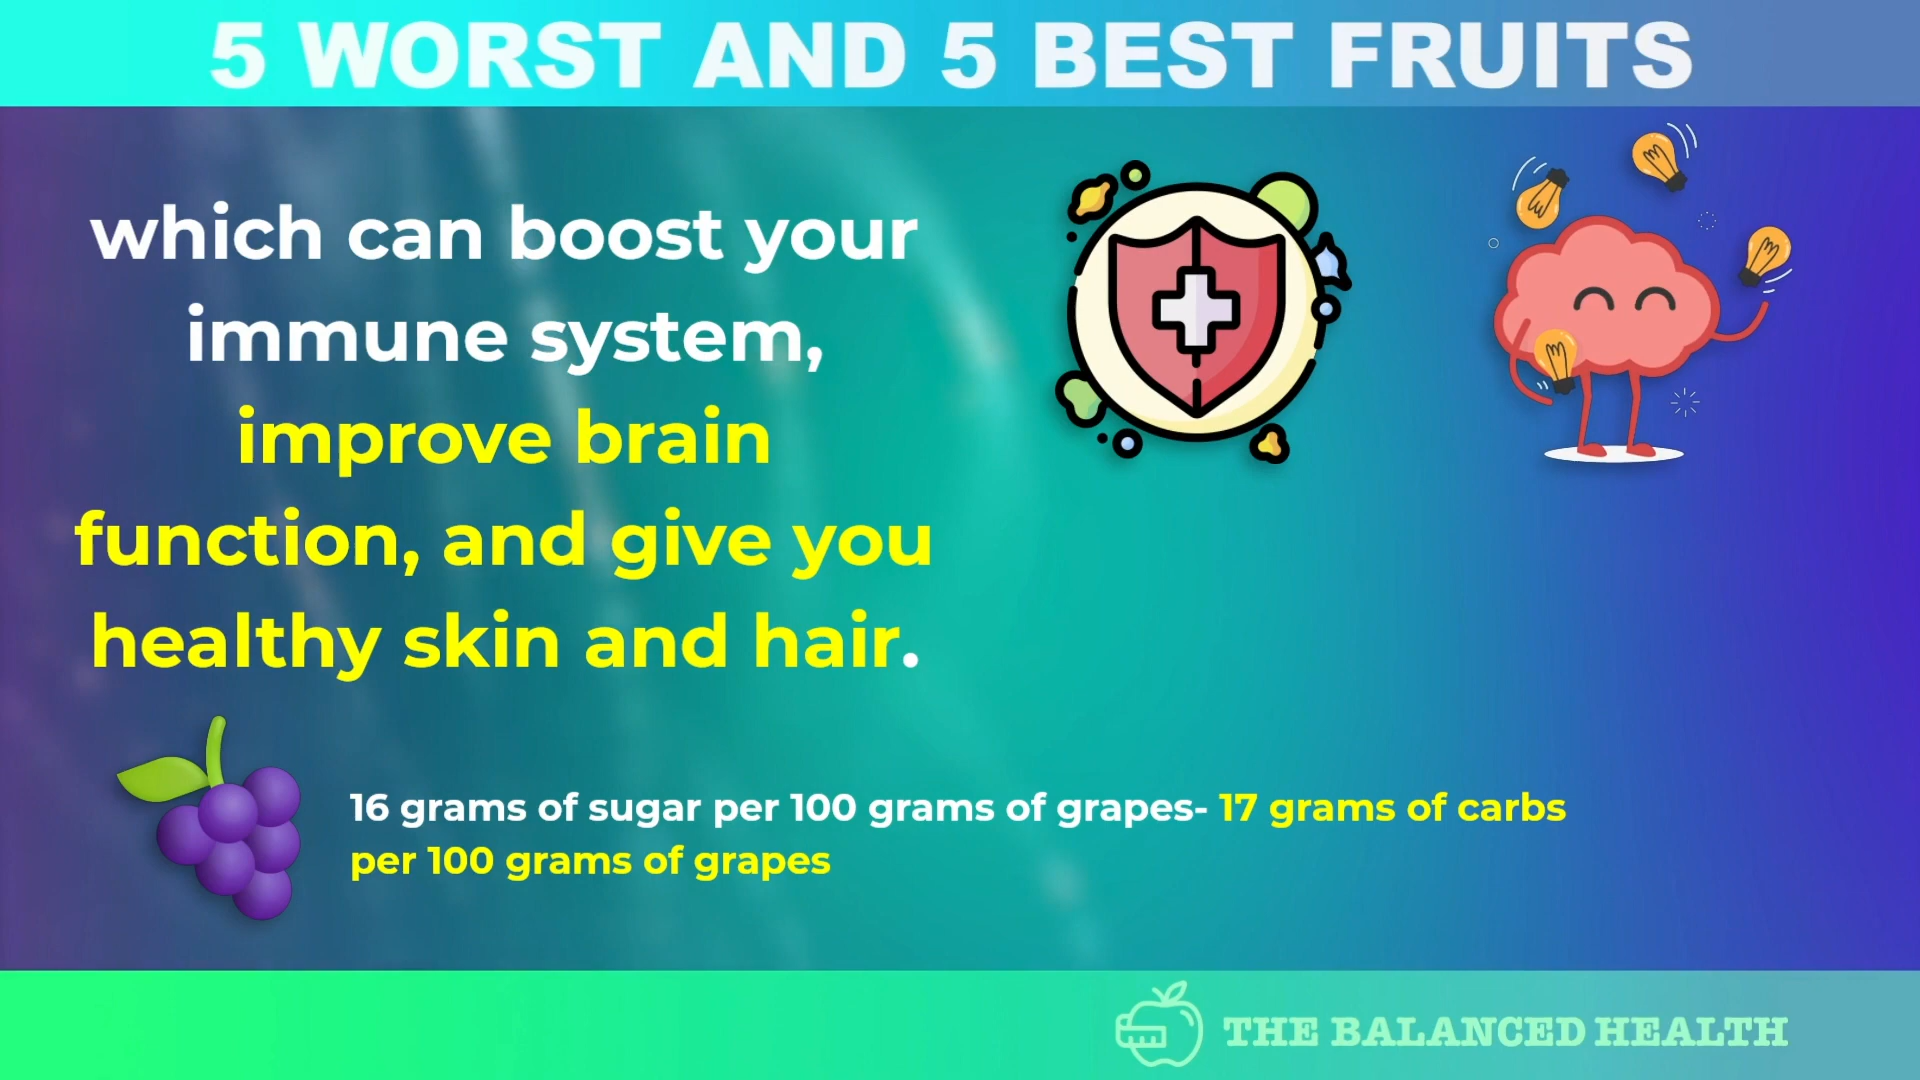 5 WORST AND 5 BEST FRUITS
which can boost your
immune system,
improve brain
function, and give you
healthy skin and hair.
16 grams of sugar per 100 grams of grapes- 17 grams of carbs
per 100 grams of grapes
THE BALANCED HEALTH